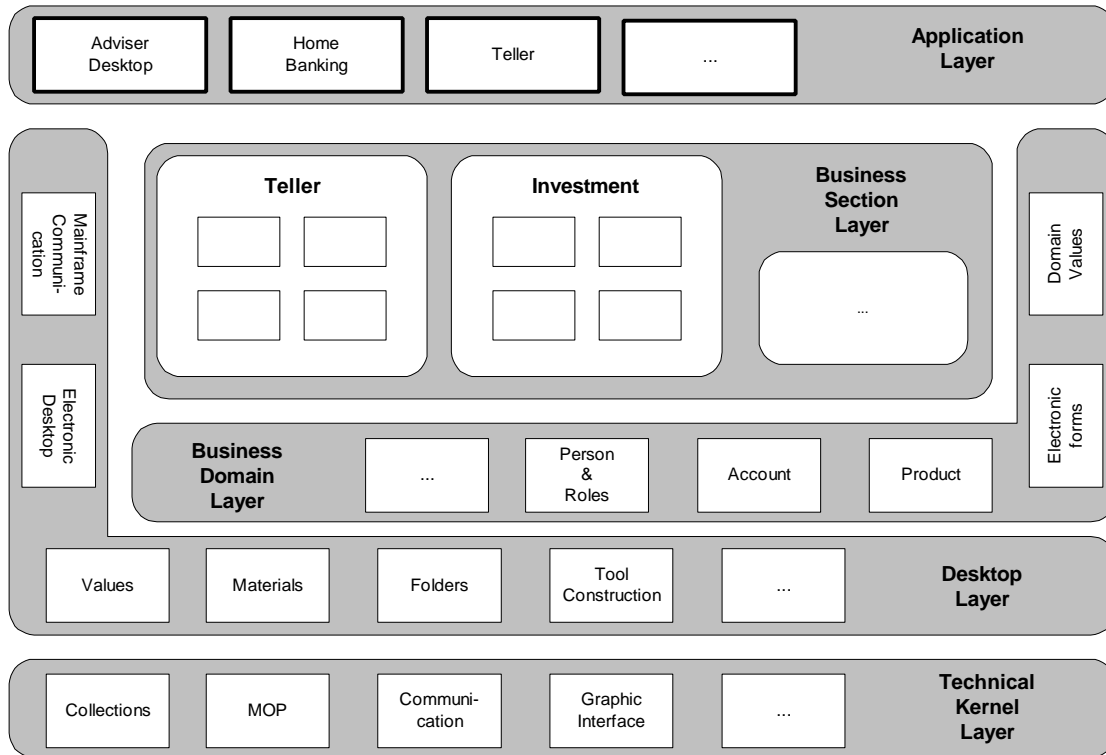 Adviser
Desktop
Home
Banking
Teller
...
Application
Layer
Mainframe
Communi-
cation
Electronic
Desktop
Teller
Investment
Business
Section
Layer
...
Domain
Values
Electronic
forms
Business
Domain
Layer
...
Person
&
Roles
Account
Product
Values
Materials
Folders
Tool
Construction
...
Desktop
Layer
Collections
MOP
Communi-
cation
Graphic
Interface
...
Technical
Kernel
Layer